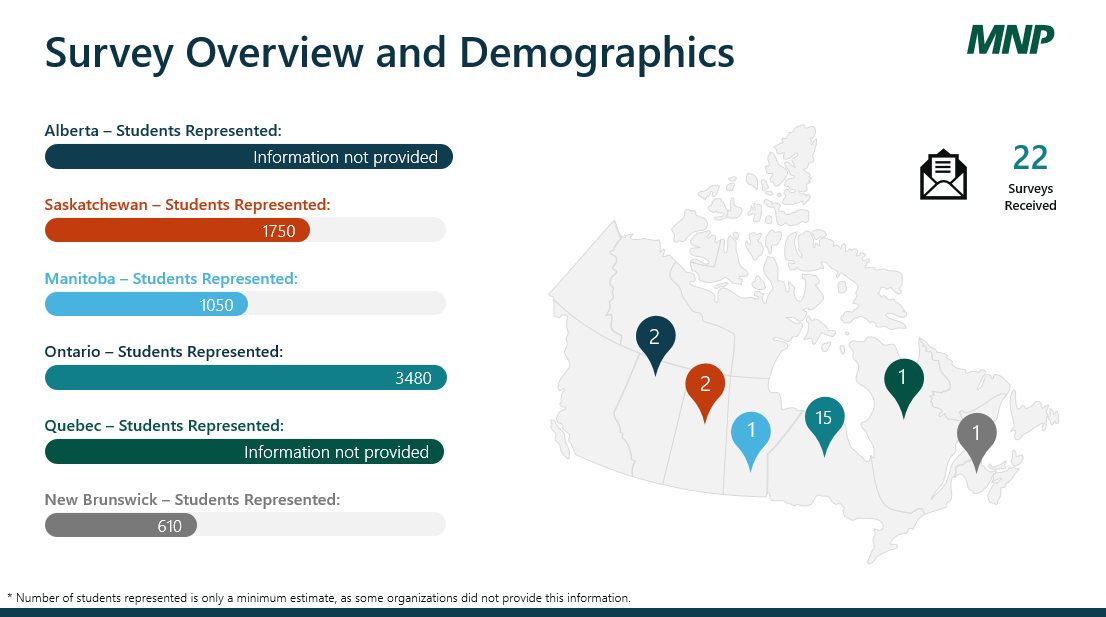 Survey Overview and Demographics
MNP
Alberta – Students Represented:
Information not provided
Saskatchewan – Students Represented:
1750
Manitoba – Students Represented:
1050
Ontario – Students Represented:
3480
Quebec – Students Represented:
Information not provided
New Brunswick – Students Represented:
610
22
Surveys
Received
2
2
1
15
1
1
* Number of students represented is only a minimum estimate, as some organizations did not provide this information.